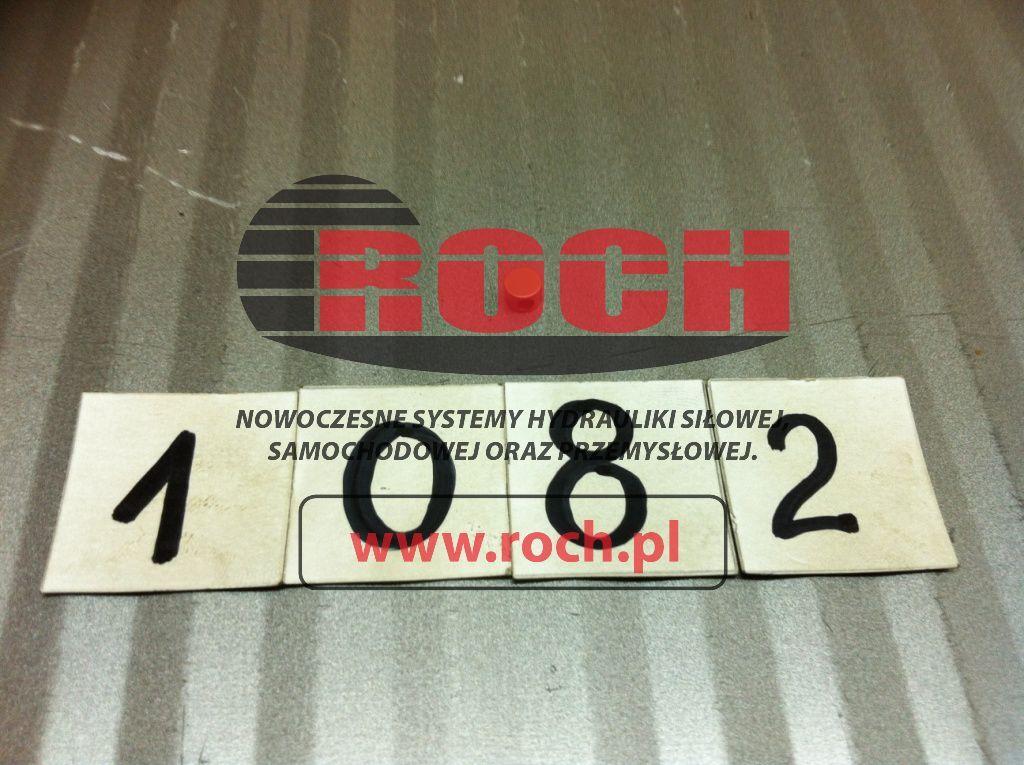 ROCH
NOWOCZESNE SYSTEMY HYDRAULIKI SIŁOWEJ,
SAMOCHODOWEJ ORAZ PRZEMYSŁOWEJ.
1 0 8 2
www.roch.pl